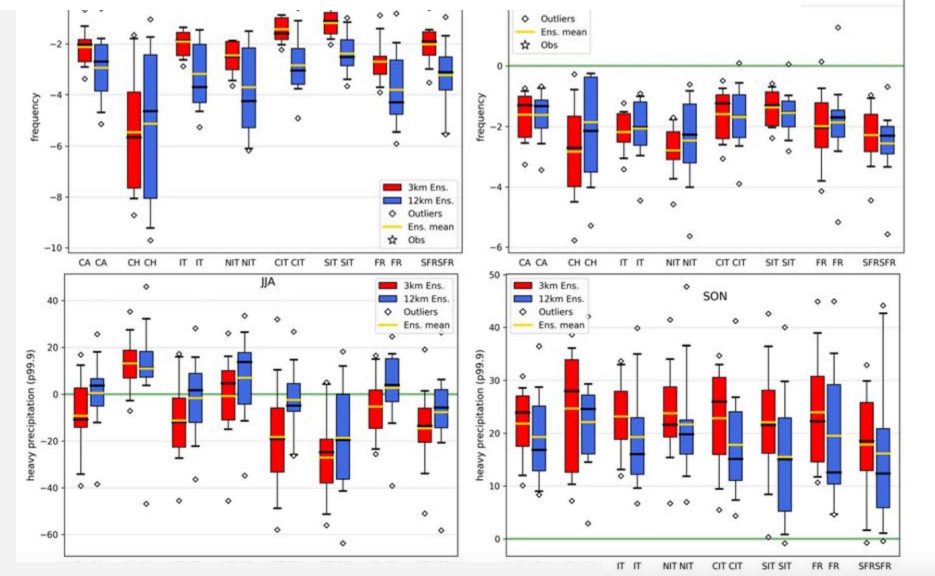 Outliers
Ens. mean
Obs
0
−2
−4
−6
−8
−10
frequency
3km Ens.
12km Ens.
Outliers
Ens. mean
Obs
CA CA CH CH IT IT NIT NIT CIT CIT SIT SIT FR FR SFRSFR
0
−2
−4
−6
frequency
CA CA CH CH IT IT NIT NIT CIT CIT SIT SIT FR FR SFRSFR
JJA
3km Ens.
12km Ens.
Outliers
Ens. mean
40
20
0
−20
−40
−60
heavy precipitation (p99.9)
SON
3km Ens.
12km Ens.
Outliers
Ens. mean
50
40
30
20
10
0
heavy precipitation (p99.9)
IT IT NIT NIT CIT CIT SIT SIT FR FR SFRSFR